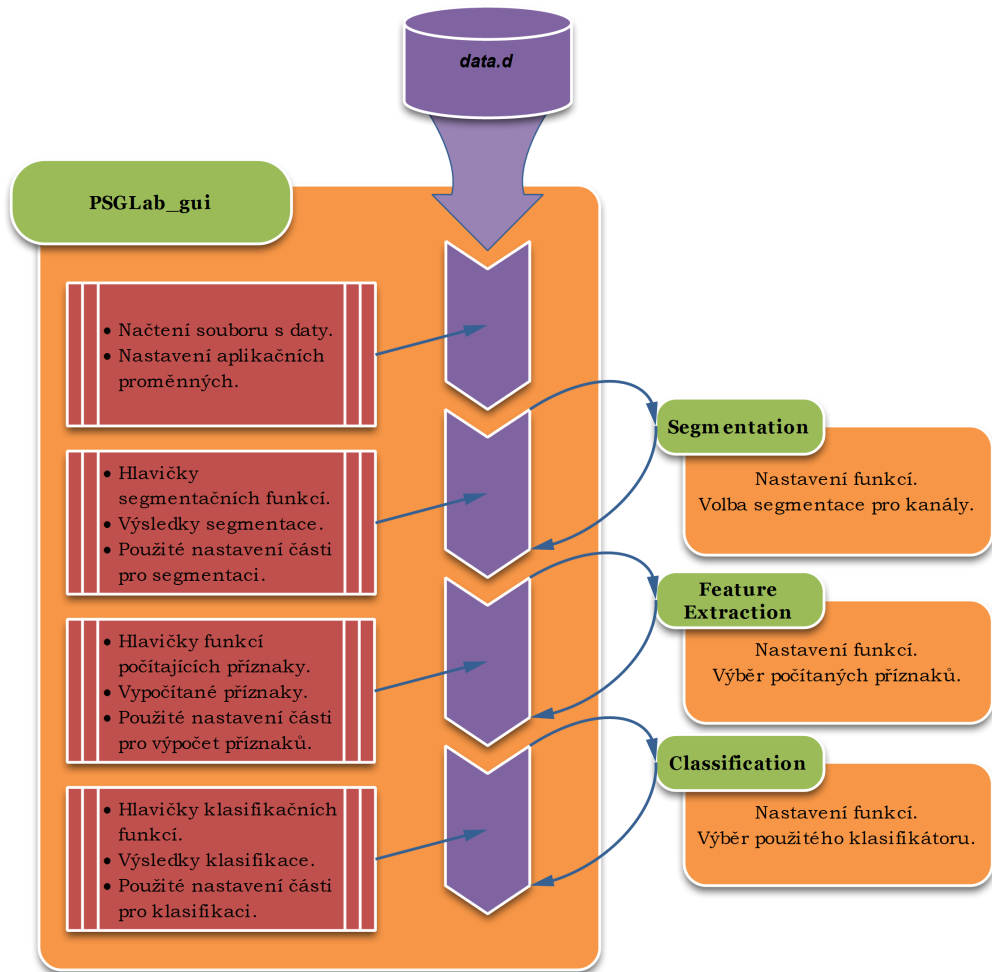 data.d
PSGLab_gui
• Načtení souboru s daty.
• Nastavení aplikačních
proměnných.
• Hlavičky
segmentačních funkcí.
• Výsledky segmentace.
• Použité nastavení části
pro segmentaci.
Segmentation
Nastavení funkcí.
Volba segmentace pro kanály.
• Hlavičky funkcí
počítajících příznaky.
• Vypočítané příznaky.
• Použité nastavení části
pro výpočet příznaků.
Feature
Extraction
Nastavení funkcí.
Výběr počítaných příznaků.
• Hlavičky klasifikačních
funkcí.
• Výsledky klasifikace.
• Použité nastavení části
pro klasifikaci.
Classification
Nastavení funkcí.
Výběr použitého klasifikátoru.